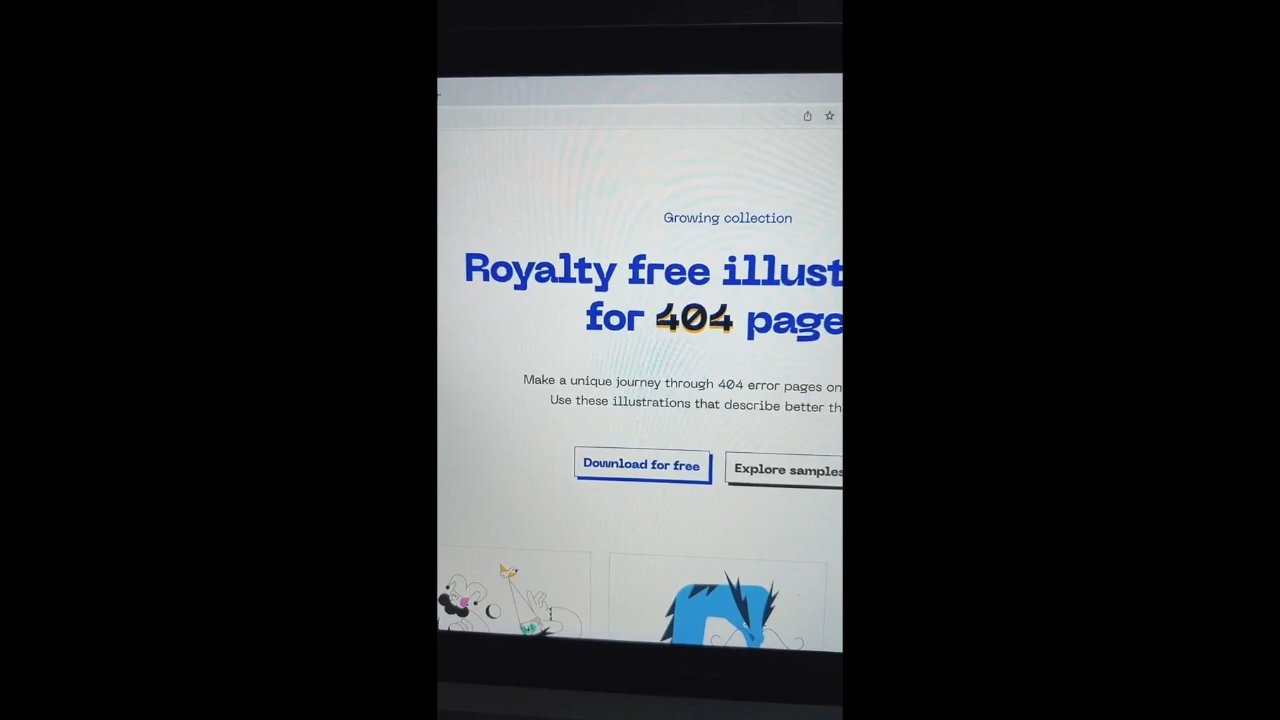 Growing collection
Royalty free illust
for 404 page
Make a unique journey through 404 error pages on
Use these illustrations that describe better th
Download for free
Explore samples